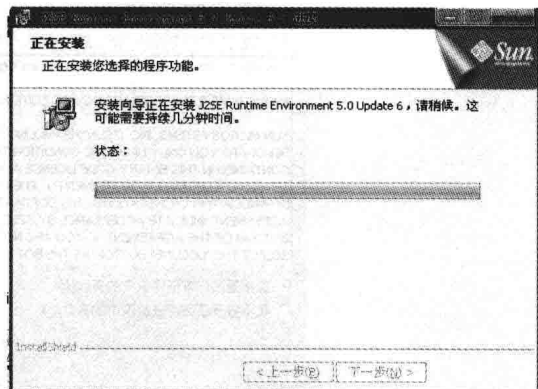 正在安装
正在安装您选择的程序功能。
Sun
安装向导正在安装 J2SE Runtime Environment 5.0 Update 6，请稍候。这
可能需要持续几分钟时间。
状态：
InstallShield
< 上一步(P)
下一步(N) >